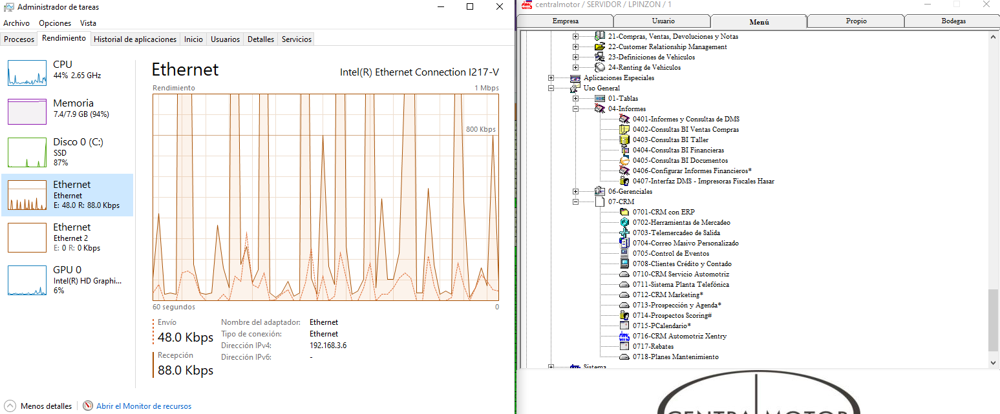 Administrador de tareas
Archivo Opciones Vista
Procesos Rendimiento Historial de aplicaciones Inicio Usuarios Detalles Servicios
CPU
44% 2.65 GHz
Memoria
7.4/7.9 GB (94%)
Disco 0 (C:)
SSD
87%
Ethernet
Ethernet
E: 48.0 R: 88.0 Kbps
Ethernet
Ethernet 2
E: 0 R: 0 Kbps
GPU 0
Intel(R) HD Graphi...
6%
Ethernet
Intel(R) Ethernet Connection I217-V
Rendimiento 1 Mbps
800 Kbps
60 segundos 0
Envío
48.0 Kbps
Recepción
88.0 Kbps
Nombre del adaptador: Ethernet
Tipo de conexión: Ethernet
Dirección IPv4: 192.168.3.6
Dirección IPv6: -
Menos detalles Abrir el Monitor de recursos
dms centralmotor / SERVIDOR / LPINZON / 1
Empresa Usuario Menú Propio Bodegas
21-Compras, Ventas, Devoluciones y Notas
22-Customer Relationship Management
23-Definiciones de Vehiculos
24-Renting de Vehiculos
Aplicaciones Especiales
Uso General
01-Tablas
04-Informes
0401-Informes y Consultas de DMS
0402-Consultas BI Ventas Compras
0403-Consultas BI Taller
0404-Consultas BI Financieras
0405-Consultas BI Documentos
0406-Configurar Informes Financieros*
0407-Interfaz DMS - Impresoras Fiscales Hasar
06-Gerenciales
07-CRM
0701-CRM con ERP
0702-Herramientas de Mercadeo
0703-Telemercadeo de Salida
0704-Correo Masivo Personalizado
0705-Control de Eventos
0708-Clientes Crédito y Contado
0710-CRM Servicio Automotriz
0711-Sistema Planta Telefónica
0712-CRM Marketing*
0713-Prospección y Agenda*
0714-Prospectos Scoring#
0715-PCalendario*
dms 0716-CRM Automotriz Xentry
0717-Rebates
0718-Planes Mantenimiento
Sistema
CENTRALMOTOR